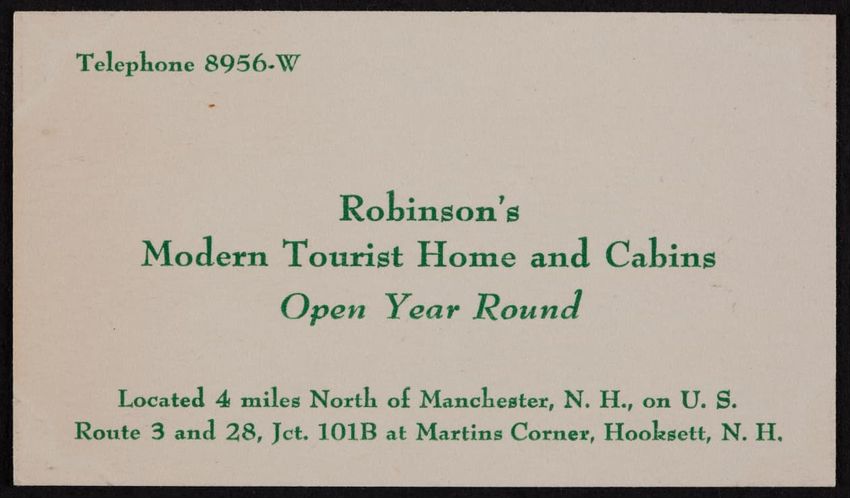 Telephone 8956-W
Robinson's
Modern Tourist Home and Cabins
Open Year Round
Located 4 miles North of Manchester, N. H., on U. S.
Route 3 and 28, Jct. 101B at Martins Corner, Hooksett, N. H.